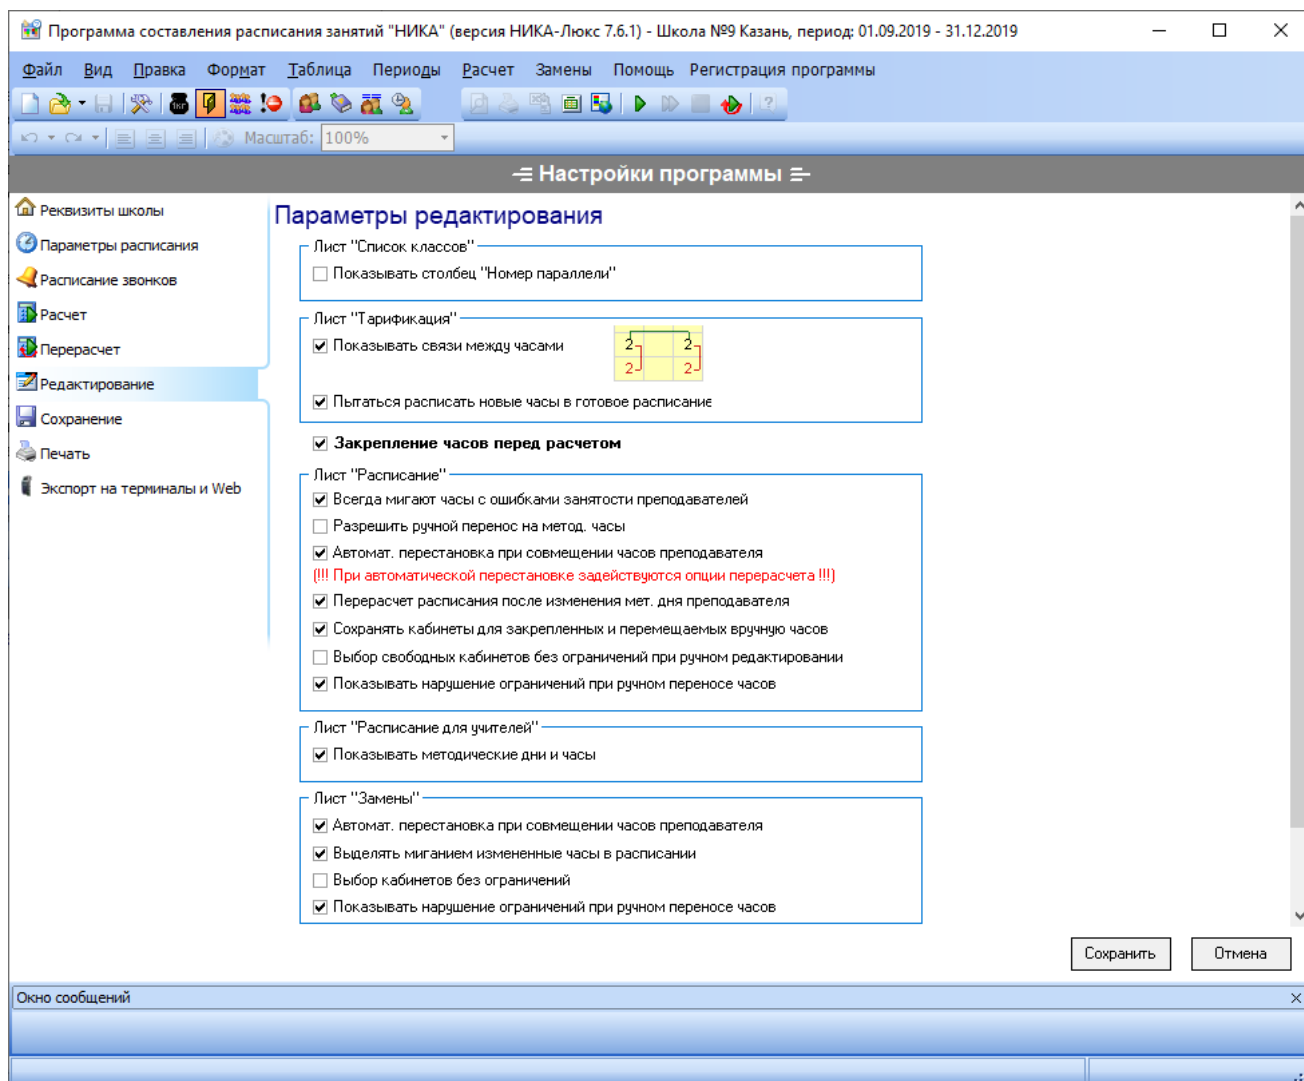 Программа составления расписания занятий "НИКА" (версия НИКА-Люкс 7.6.1) - Школа №9 Казань, период: 01.09.2019 - 31.12.2019
Файл Вид Правка Формат Таблица Периоды Расчет Замены Помощь Регистрация программы
1кг
Масштаб: 100%
Настройки программы
Реквизиты школы
Параметры расписания
Расписание звонков
Расчет
Перерасчет
Редактирование
Сохранение
Печать
Экспорт на терминалы и Web
Параметры редактирования
Лист "Список классов"
Показывать столбец "Номер параллели"
Лист "Тарификация"
Показывать связи между часами
2 2
2 2
Пытаться расписать новые часы в готовое расписание
Закрепление часов перед расчетом
Лист "Расписание"
Всегда мигают часы с ошибками занятости преподавателей
Разрешить ручной перенос на метод. часы
Автомат. перестановка при совмещении часов преподавателя
(!!! При автоматической перестановке задействуются опции перерасчета !!!)
Перерасчет расписания после изменения мет. дня преподавателя
Сохранять кабинеты для закрепленных и перемещаемых вручную часов
Выбор свободных кабинетов без ограничений при ручном редактировании
Показывать нарушение ограничений при ручном переносе часов
Лист "Расписание для учителей"
Показывать методические дни и часы
Лист "Замены"
Автомат. перестановка при совмещении часов преподавателя
Выделять миганием измененные часы в расписании
Выбор кабинетов без ограничений
Показывать нарушение ограничений при ручном переносе часов
Сохранить Отмена
Окно сообщений